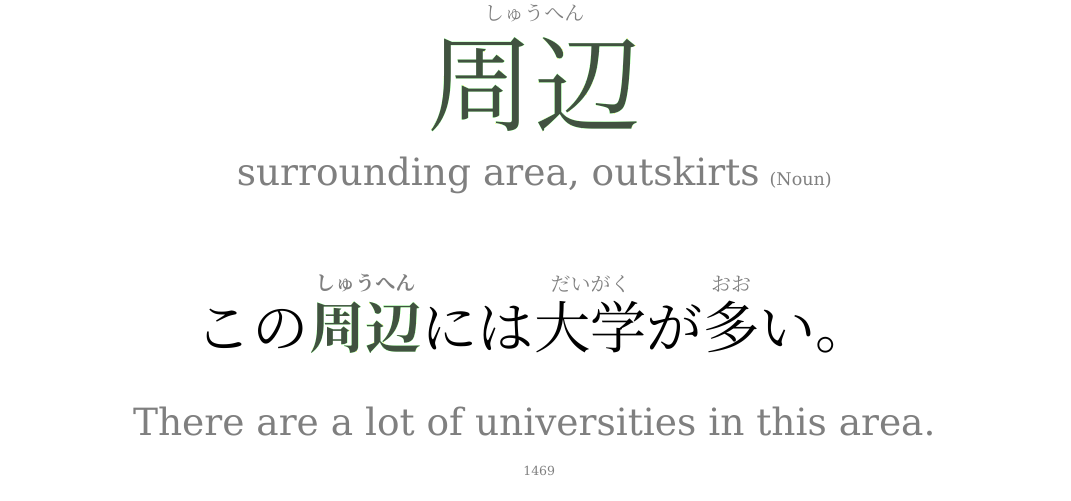 しゅうへん
周辺
surrounding area, outskirts (Noun)
しゅうへん だいがく おお
この周辺には大学が多い。
There are a lot of universities in this area.
1469